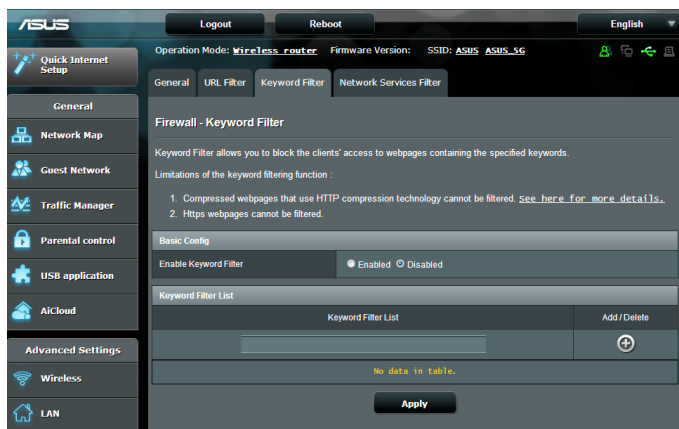 ASUS
Logout
Reboot
English
Quick Internet
Setup
Operation Mode: Wireless router Firmware Version: SSID: ASUS ASUS_5G
General
URL Filter
Keyword Filter
Network Services Filter
General
Network Map
Guest Network
Traffic Manager
Parental control
USB application
AiCloud
Advanced Settings
Wireless
LAN
Firewall - Keyword Filter
Keyword Filter allows you to block the clients' access to webpages containing the specified keywords.
Limitations of the keyword filtering function :
1. Compressed webpages that use HTTP compression technology cannot be filtered. See here for more details.
2. Https webpages cannot be filtered.
Basic Config
Enable Keyword Filter
Enabled Disabled
Keyword Filter List
Keyword Filter List
Add / Delete
No data in table.
Apply